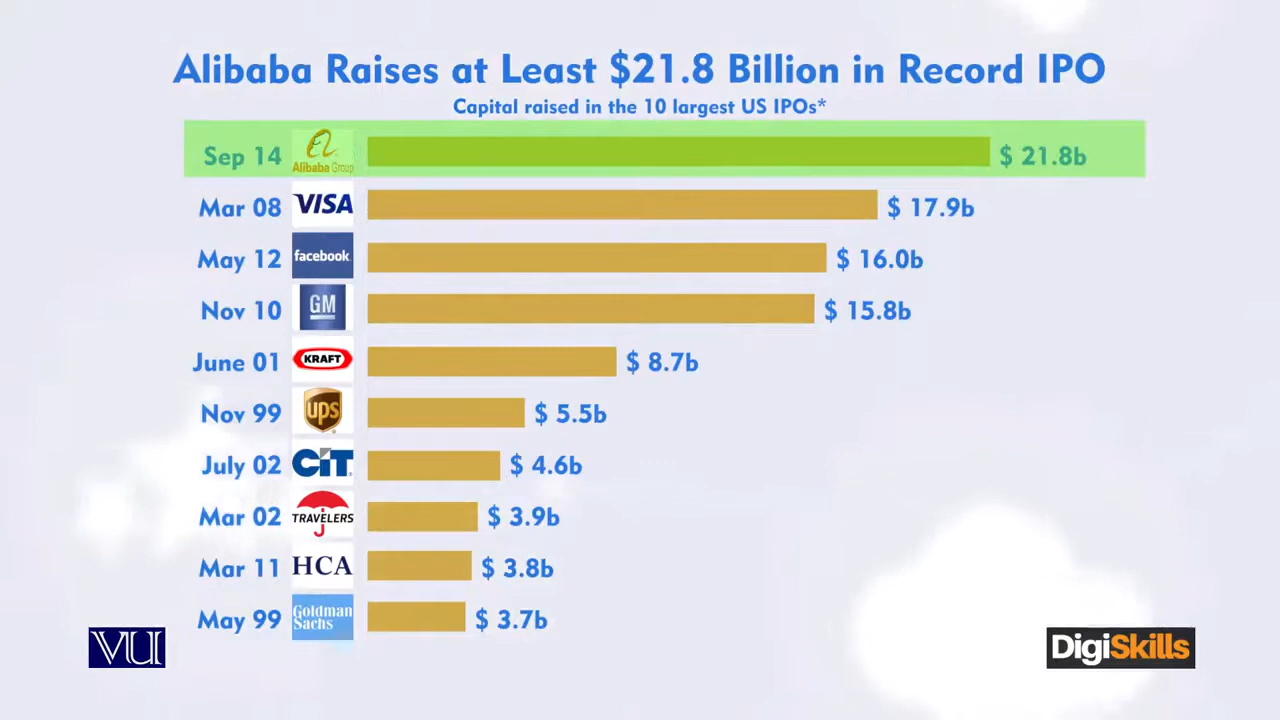 Alibaba Raises at Least $21.8 Billion in Record IPO
Capital raised in the 10 largest US IPOs*
Sep 14 Alibaba Group $ 21.8b
Mar 08 VISA $ 17.9b
May 12 facebook $ 16.0b
Nov 10 GM $ 15.8b
June 01 KRAFT $ 8.7b
Nov 99 ups $ 5.5b
July 02 CiT $ 4.6b
Mar 02 TRAVELERS $ 3.9b
Mar 11 HCA $ 3.8b
May 99 Goldman Sachs $ 3.7b
VU
DigiSkills